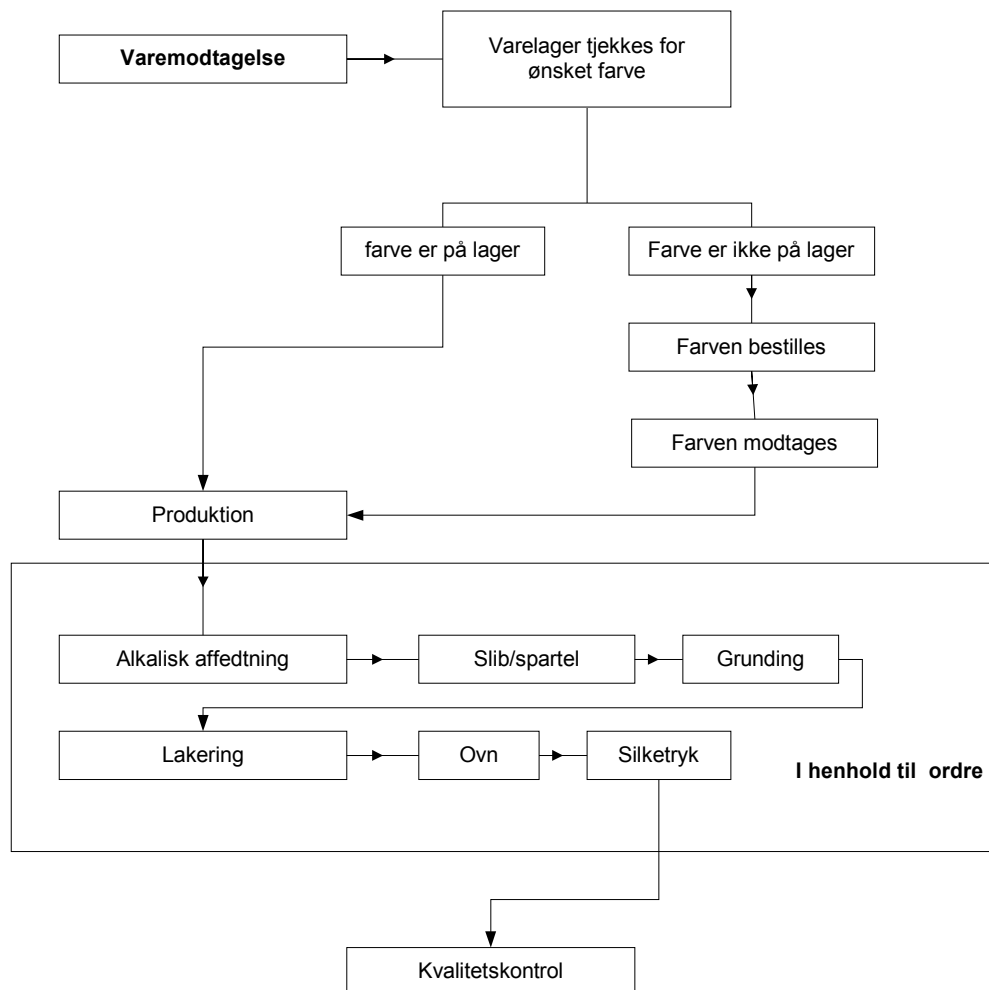 Varemodtagelse
Varelager tjekkes for
ønsket farve
farve er på lager
Farve er ikke på lager
Farven bestilles
Farven modtages
Produktion
Alkalisk affedtning
Slib/spartel
Grunding
Lakering
Ovn
Silketryk
I henhold til ordre
Kvalitetskontrol